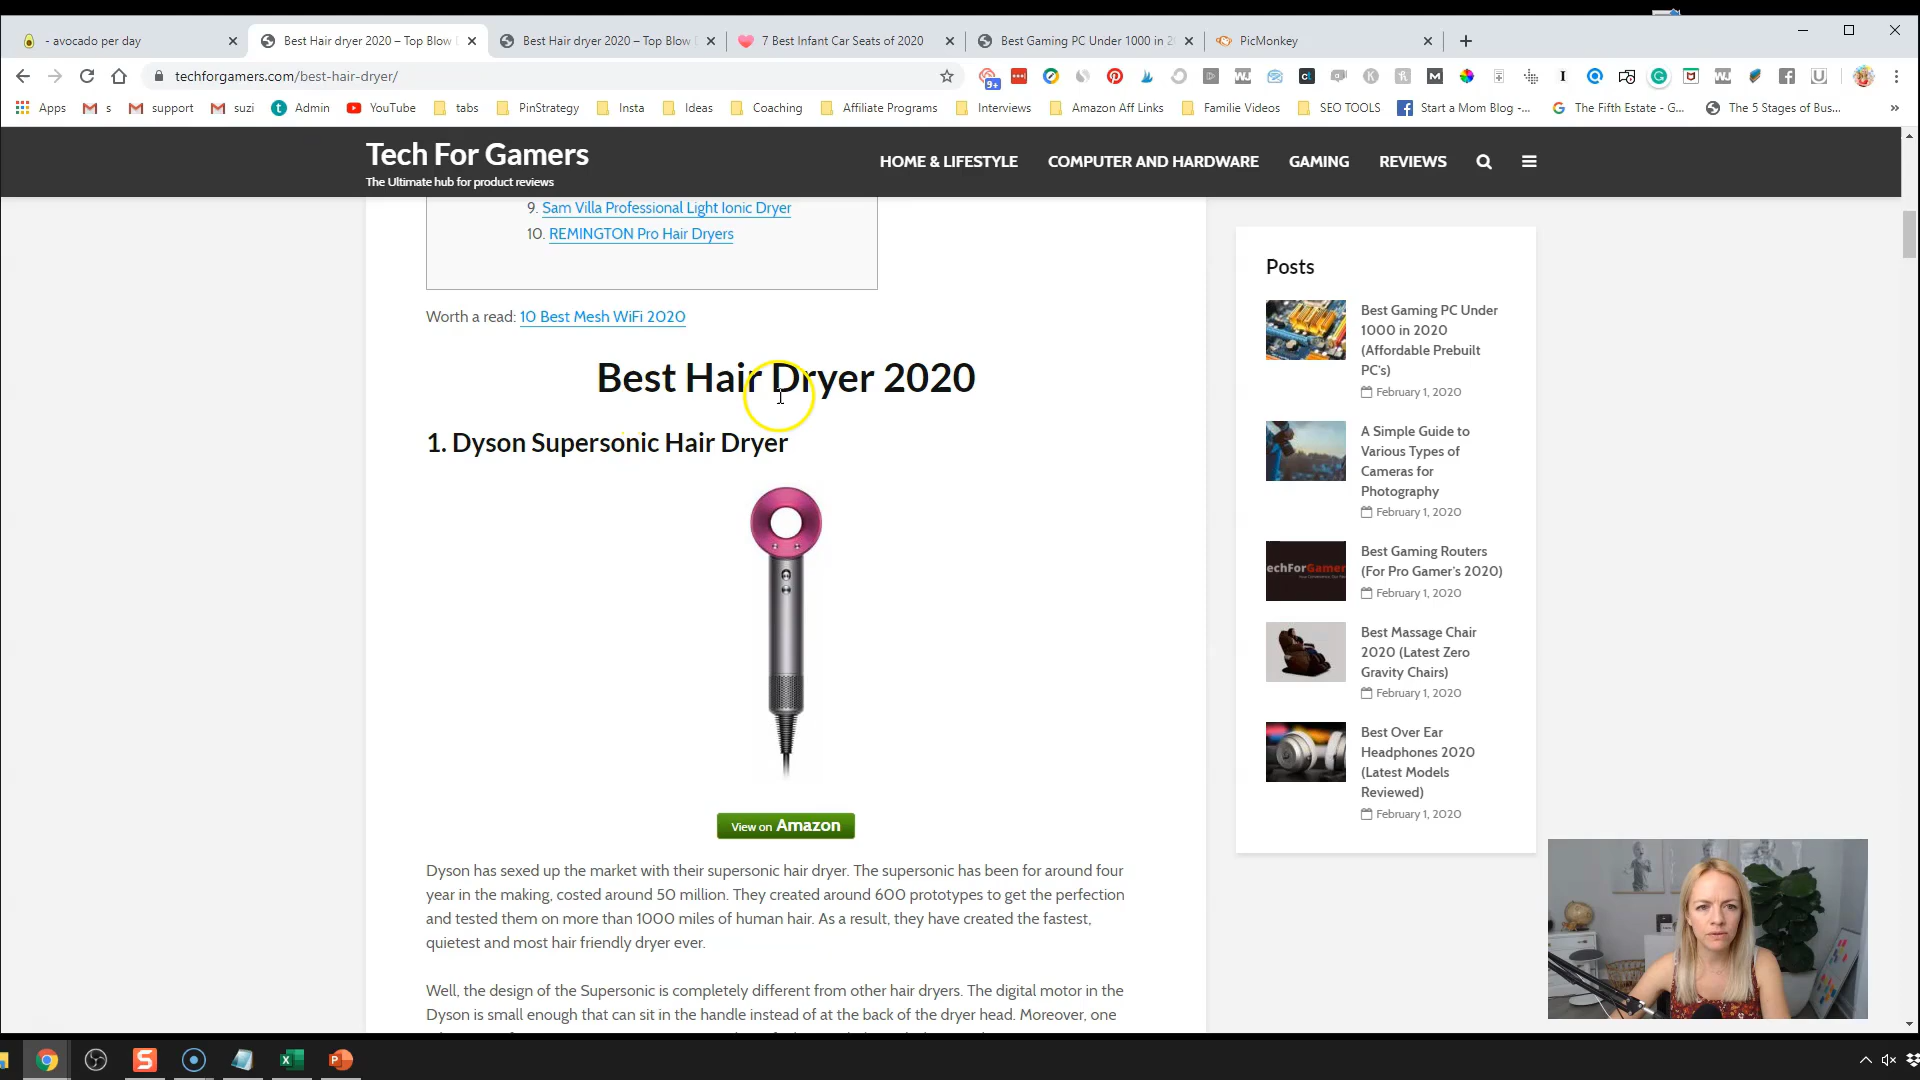 - avocado per day
Best Hair dryer 2020 – Top Blow
Best Hair dryer 2020 – Top Blow
7 Best Infant Car Seats of 2020
Best Gaming PC Under 1000 in 2
PicMonkey
techforgamers.com/best-hair-dryer/
9+
Apps
s
support
suzi
Admin
YouTube
tabs
PinStrategy
Insta
Ideas
Coaching
Affiliate Programs
Interviews
Amazon Aff Links
Familie Videos
SEO TOOLS
Start a Mom Blog -...
The Fifth Estate - G...
The 5 Stages of Bus...
Tech For Gamers
The Ultimate hub for product reviews
HOME & LIFESTYLE
COMPUTER AND HARDWARE
GAMING
REVIEWS
9. Sam Villa Professional Light Ionic Dryer
10. REMINGTON Pro Hair Dryers
Worth a read: 10 Best Mesh WiFi 2020
Best Hair Dryer 2020
1. Dyson Supersonic Hair Dryer
View on Amazon
Dyson has sexed up the market with their supersonic hair dryer. The supersonic has been for around four
year in the making, costed around 50 million. They created around 600 prototypes to get the perfection
and tested them on more than 1000 miles of human hair. As a result, they have created the fastest,
quietest and most hair friendly dryer ever.
Well, the design of the Supersonic is completely different from other hair dryers. The digital motor in the
Dyson is small enough that can sit in the handle instead of at the back of the dryer head. Moreover, one
Posts
Best Gaming PC Under
1000 in 2020
(Affordable Prebuilt
PC's)
February 1, 2020
A Simple Guide to
Various Types of
Cameras for
Photography
February 1, 2020
echForGamer
Best Gaming Routers
(For Pro Gamer's 2020)
February 1, 2020
Best Massage Chair
2020 (Latest Zero
Gravity Chairs)
February 1, 2020
Best Over Ear
Headphones 2020
(Latest Models
Reviewed)
February 1, 2020